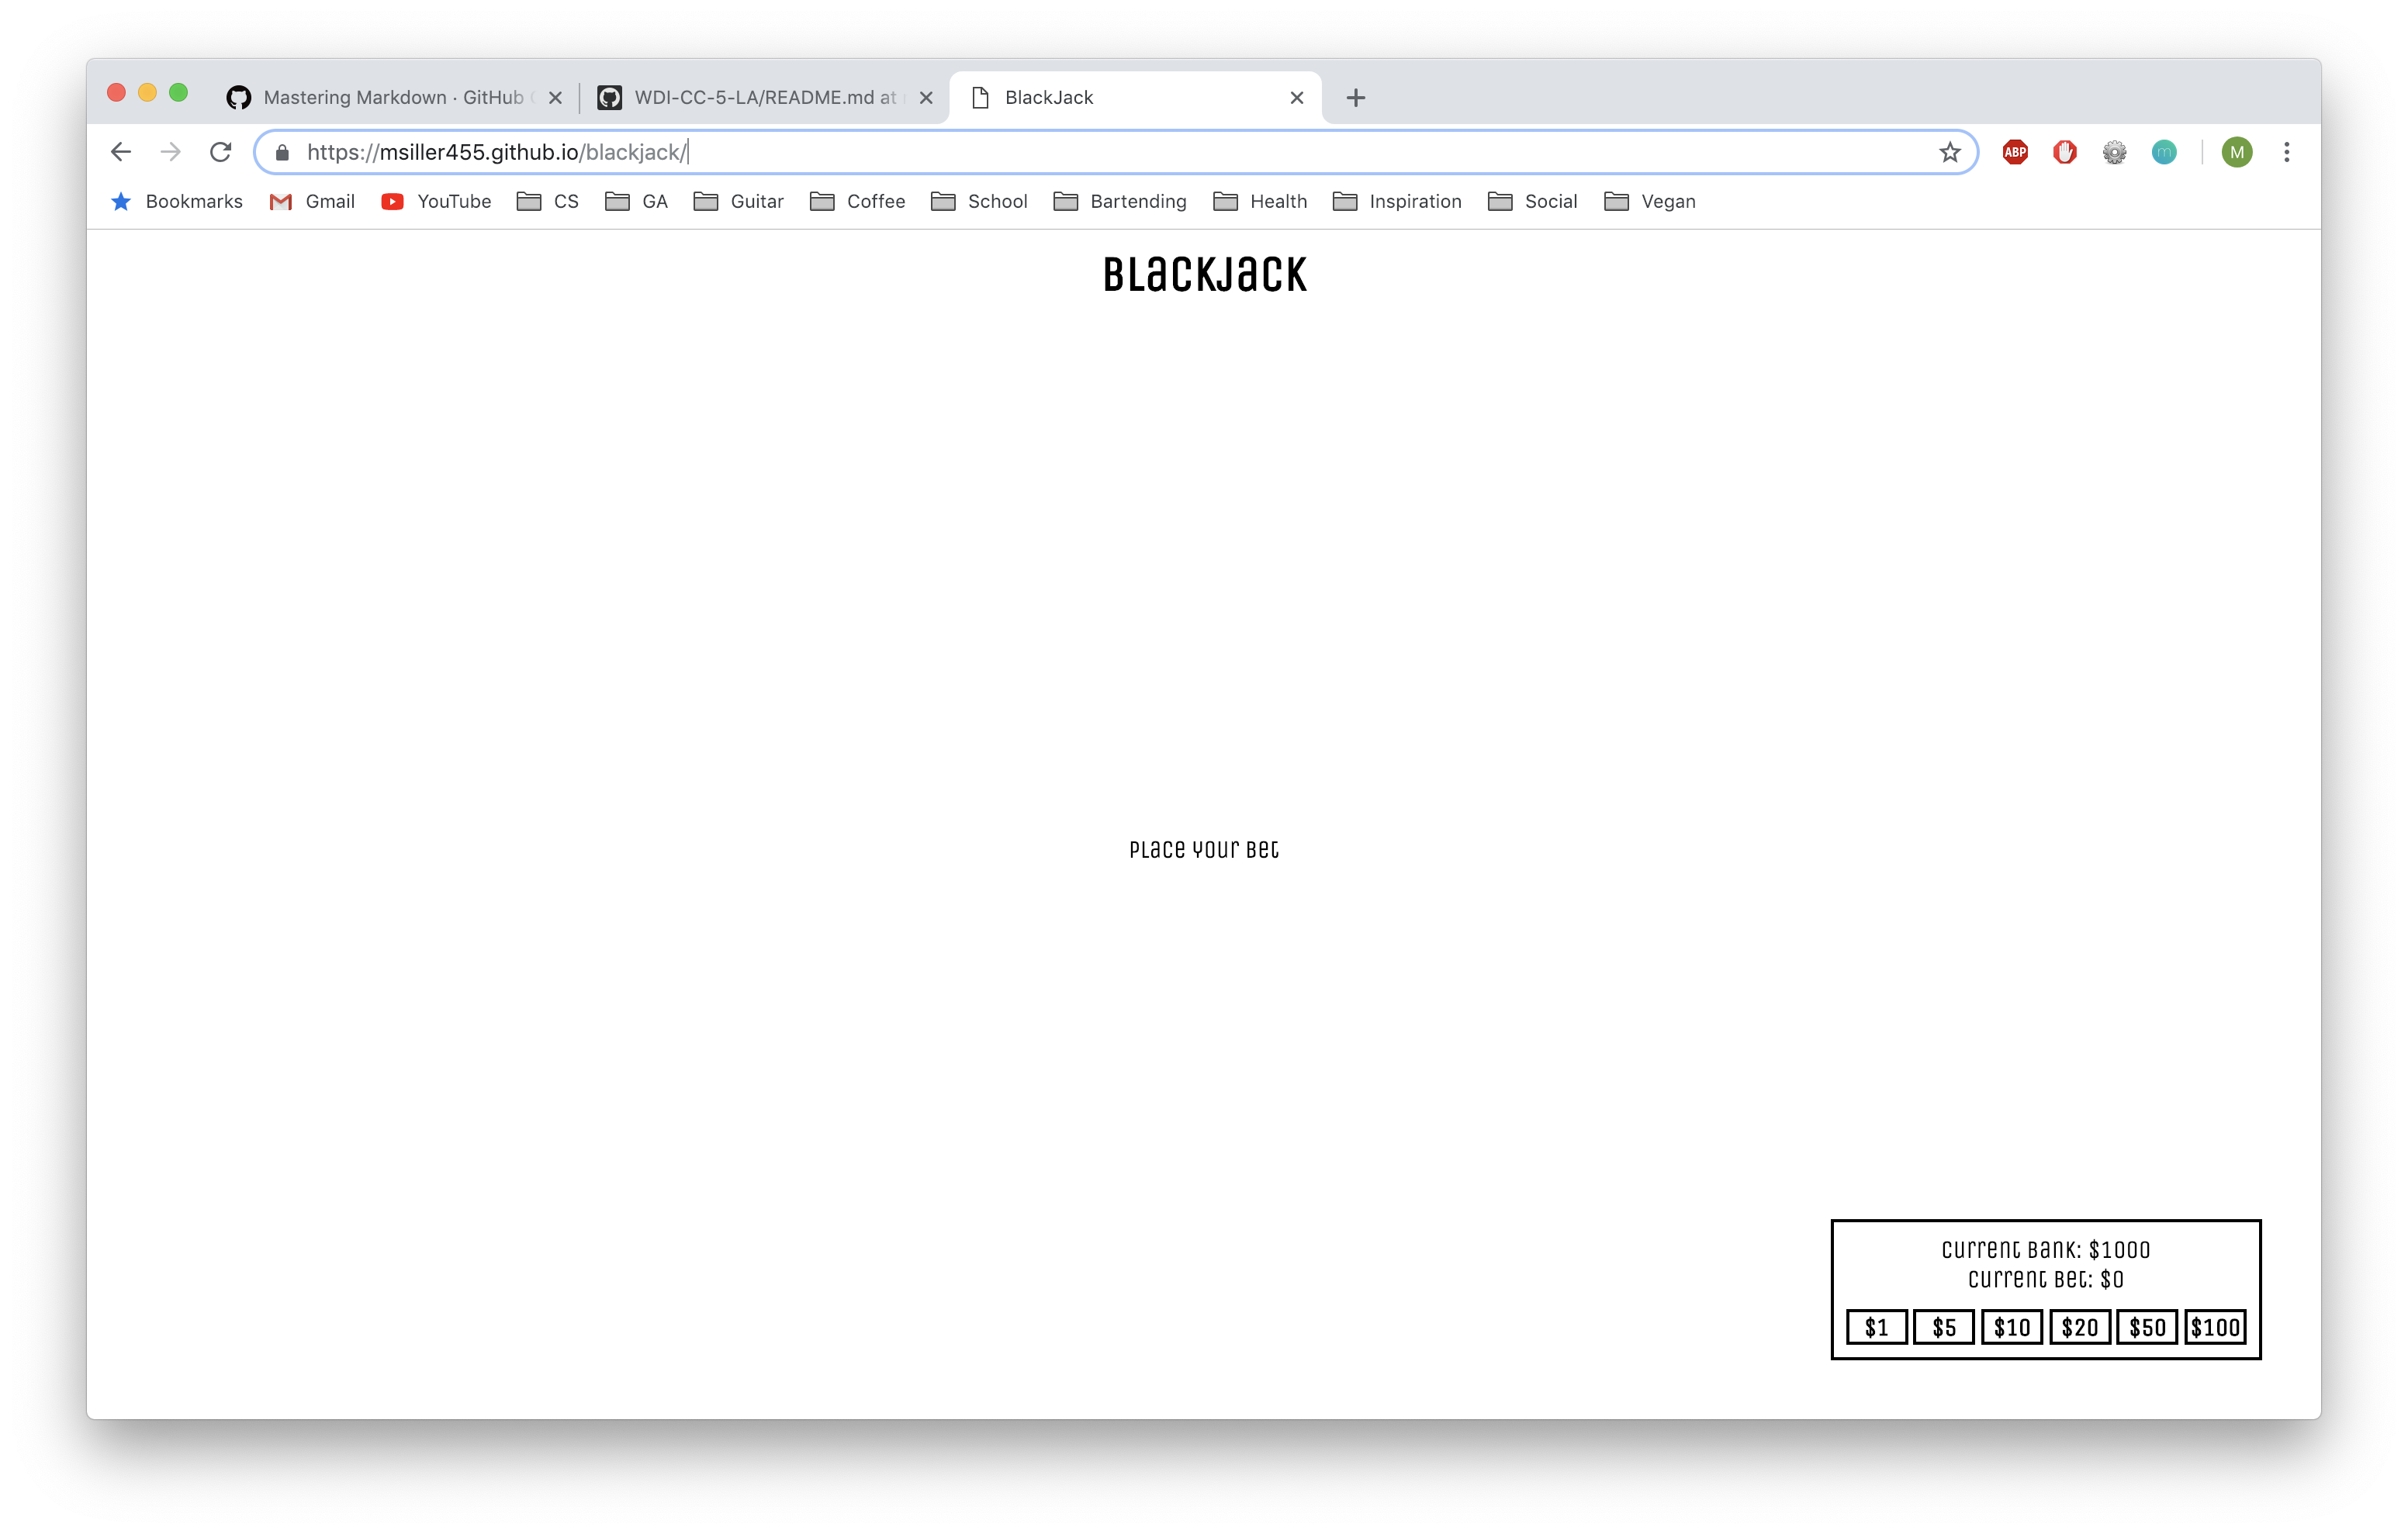 Mastering Markdown · GitHub
WDI-CC-5-LA/README.md at
BlackJack
https://msiller455.github.io/blackjack/
ABP
m
M
Bookmarks Gmail YouTube CS GA Guitar Coffee School Bartending Health Inspiration Social Vegan
BlackJack
Place Your Bet
Current Bank: $1000
Current Bet: $0
$1 $5 $10 $20 $50 $100